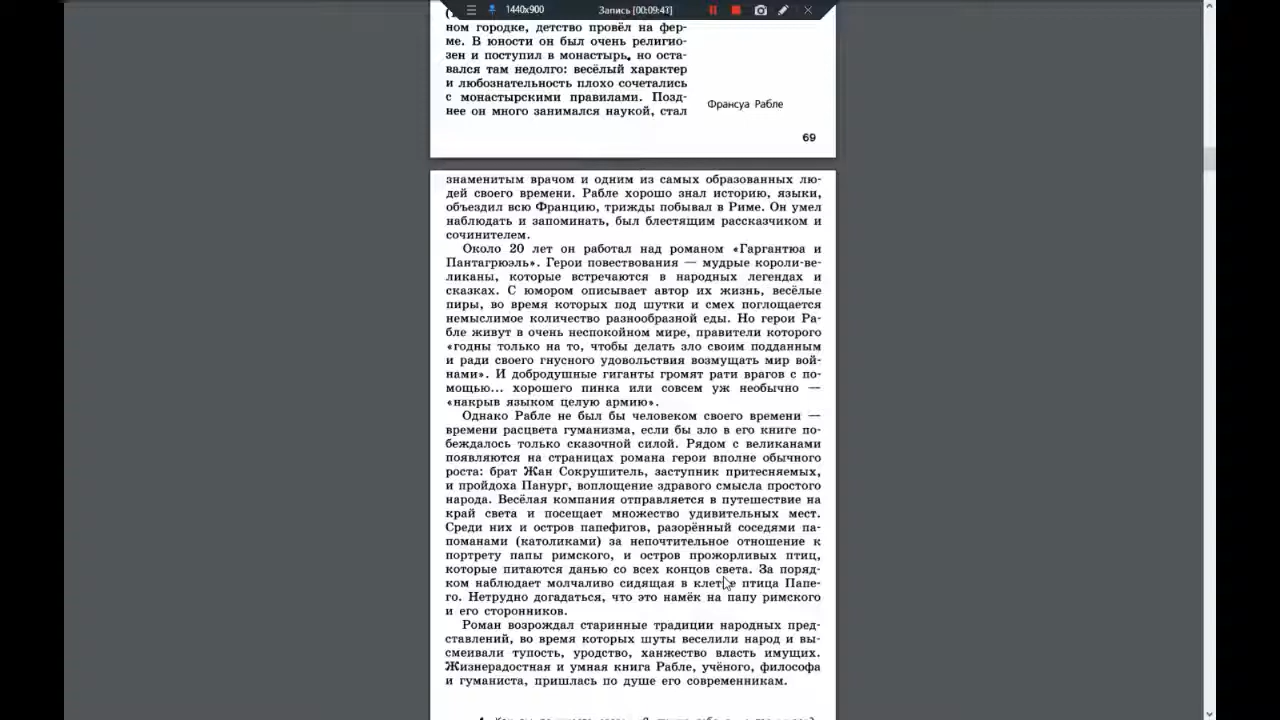 1440x900
Запись [00:09:43]
ном городке, детство провёл на фер-
ме. В юности он был очень религио-
зен и поступил в монастырь, но оста-
вался там недолго: весёлый характер
и любознательность плохо сочетались
с монастырскими правилами. Позд-
нее он много занимался наукой, стал
Франсуа Рабле
69
знаменитым врачом и одним из самых образованных лю-
дей своего времени. Рабле хорошо знал историю, языки,
объездил всю Францию, трижды побывал в Риме. Он умел
наблюдать и запоминать, был блестящим рассказчиком и
сочинителем.
Около 20 лет он работал над романом «Гаргантюа и
Пантагрюэль». Герои повествования — мудрые короли-ве-
ликаны, которые встречаются в народных легендах и
сказках. С юмором описывает автор их жизнь, весёлые
пиры, во время которых под шутки и смех поглощается
немыслимое количество разнообразной еды. Но герои Ра-
бле живут в очень неспокойном мире, правители которого
«годны только на то, чтобы делать зло своим подданным
и ради своего гнусного удовольствия возмущать мир вой-
нами». И добродушные гиганты громят рати врагов с по-
мощью... хорошего пинка или совсем уж необычно —
«накрыв языком целую армию».
Однако Рабле не был бы человеком своего времени —
времени расцвета гуманизма, если бы зло в его книге по-
беждалось только сказочной силой. Рядом с великанами
появляются на страницах романа герои вполне обычного
роста: брат Жан Сокрушитель, заступник притесняемых,
и пройдоха Панург, воплощение здравого смысла простого
народа. Весёлая компания отправляется в путешествие на
край света и посещает множество удивительных мест.
Среди них и остров папефигов, разорённый соседями па-
поманами (католиками) за непочтительное отношение к
портрету папы римского, и остров прожорливых птиц,
которые питаются данью со всех концов света. За поряд-
ком наблюдает молчаливо сидящая в клетке птица Папе-
го. Нетрудно догадаться, что это намёк на папу римского
и его сторонников.
Роман возрождал старинные традиции народных пред-
ставлений, во время которых шуты веселили народ и вы-
смеивали тупость, уродство, ханжество власть имущих.
Жизнерадостная и умная книга Рабле, учёного, философа
и гуманиста, пришлась по душе его современникам.